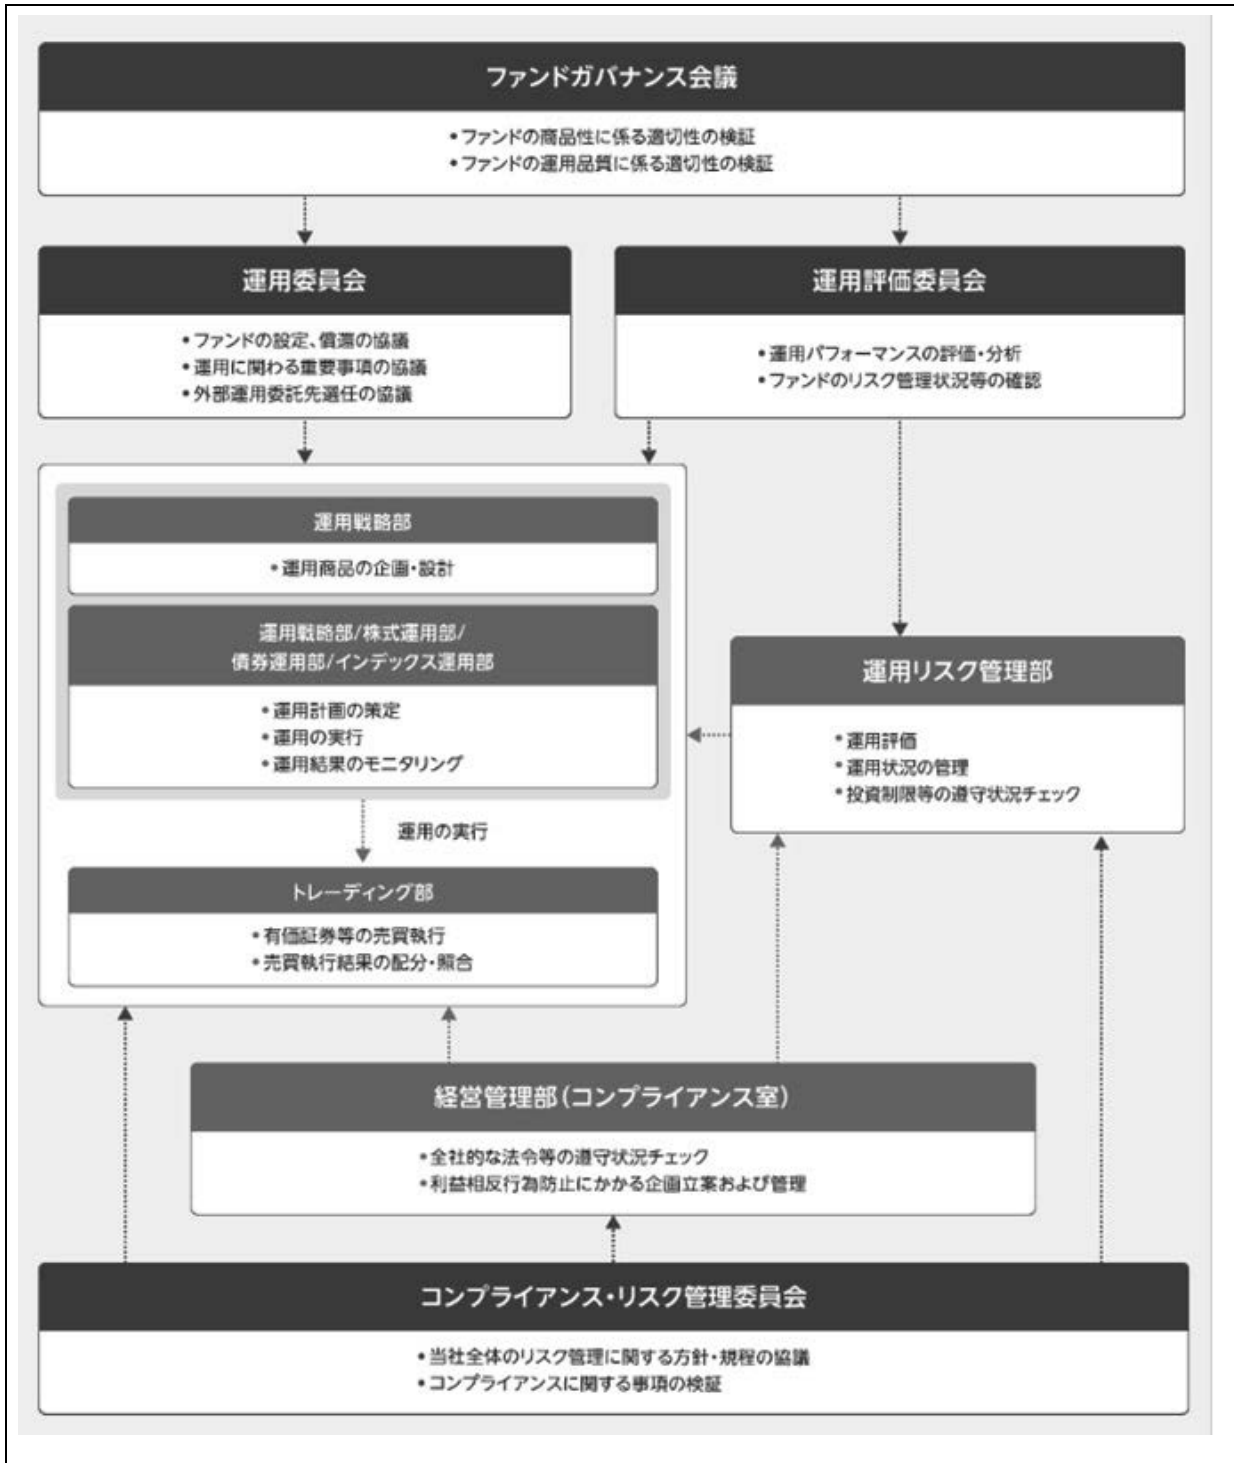 ファンドガバナンス会議
•ファンドの商品性に係る適切性の検証
•ファンドの運用品質に係る適切性の検証
運用委員会
•ファンドの設定、償還の協議
•運用に関わる重要事項の協議
•外部運用委託先選任の協議
運用評価委員会
•運用パフォーマンスの評価・分析
•ファンドのリスク管理状況等の確認
運用戦略部
•運用商品の企画・設計
運用戦略部/株式運用部/
債券運用部/インデックス運用部
•運用計画の策定
•運用の実行
•運用結果のモニタリング
運用の実行
トレーディング部
•有価証券等の売買執行
•売買執行結果の配分・照合
運用リスク管理部
•運用評価
•運用状況の管理
•投資制限等の遵守状況チェック
経営管理部(コンプライアンス室)
•全社的な法令等の遵守状況チェック
•利益相反行為防止にかかる企画立案および管理
コンプライアンス・リスク管理委員会
•当社全体のリスク管理に関する方針・規程の協議
•コンプライアンスに関する事項の検証